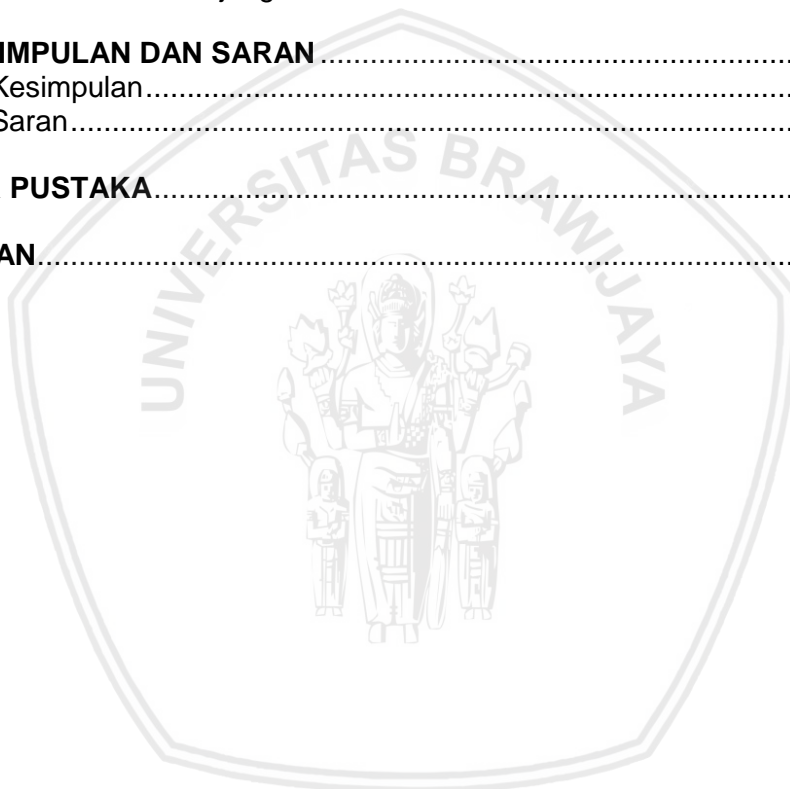 IMPULAN DAN SARAN........................................................................
Kesimpulan..........................................................................................
Saran...................................................................................................
PUSTAKA.........................................................................................
AN.......................................................................................................
UNIVERSITAS BRAWIJAYA